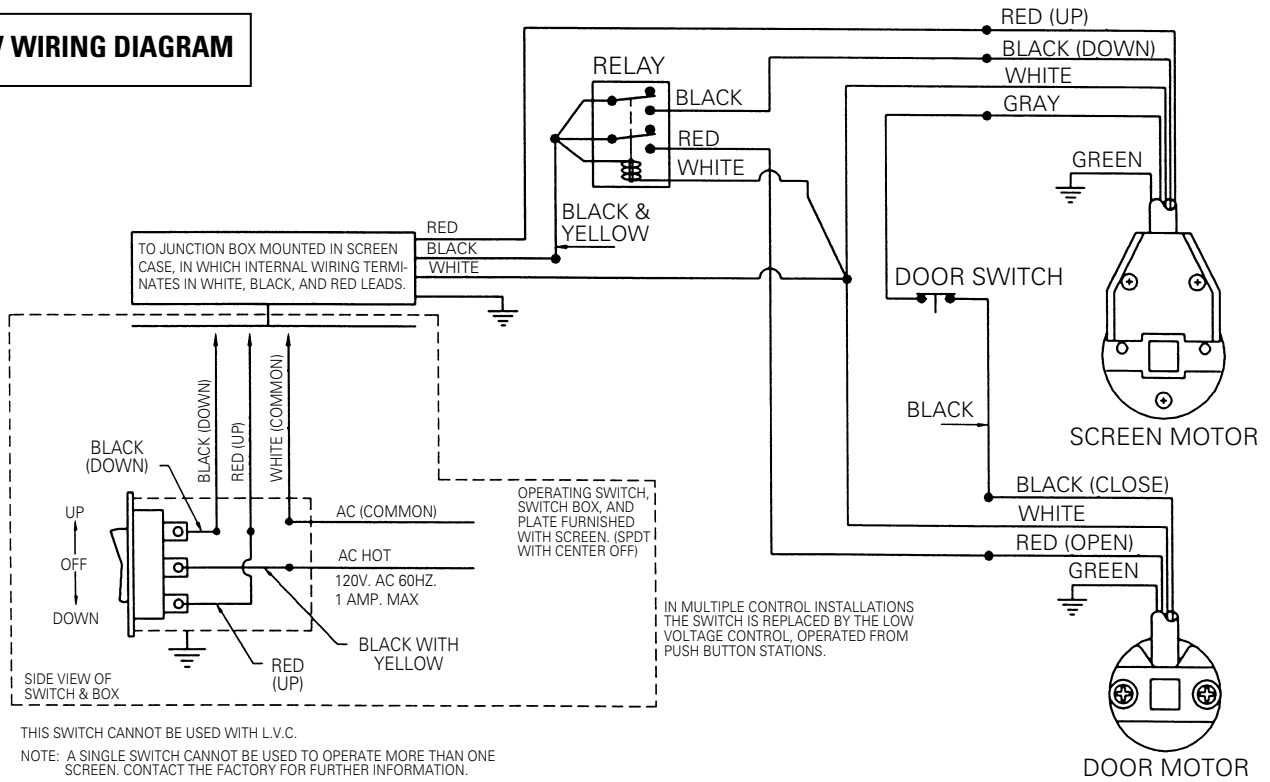 WIRING DIAGRAM
RED (UP)
BLACK (DOWN)
WHITE
GRAY
GREEN
RELAY
BLACK
RED
WHITE
BLACK &
YELLOW
RED
BLACK
WHITE
TO JUNCTION BOX MOUNTED IN SCREEN
CASE, IN WHICH INTERNAL WIRING TERMI-
NATES IN WHITE, BLACK, AND RED LEADS.
DOOR SWITCH
BLACK
SCREEN MOTOR
BLACK (DOWN)
RED (UP)
WHITE (COMMON)
BLACK
(DOWN)
UP
OFF
DOWN
AC (COMMON)
AC HOT
120V. AC 60HZ.
1 AMP. MAX
OPERATING SWITCH,
SWITCH BOX, AND
PLATE FURNISHED
WITH SCREEN. (SPDT
WITH CENTER OFF)
BLACK WITH
YELLOW
RED
(UP)
SIDE VIEW OF
SWITCH & BOX
IN MULTIPLE CONTROL INSTALLATIONS
THE SWITCH IS REPLACED BY THE LOW
VOLTAGE CONTROL, OPERATED FROM
PUSH BUTTON STATIONS.
BLACK (CLOSE)
WHITE
RED (OPEN)
GREEN
DOOR MOTOR
THIS SWITCH CANNOT BE USED WITH L.V.C.
NOTE: A SINGLE SWITCH CANNOT BE USED TO OPERATE MORE THAN ONE
SCREEN. CONTACT THE FACTORY FOR FURTHER INFORMATION.